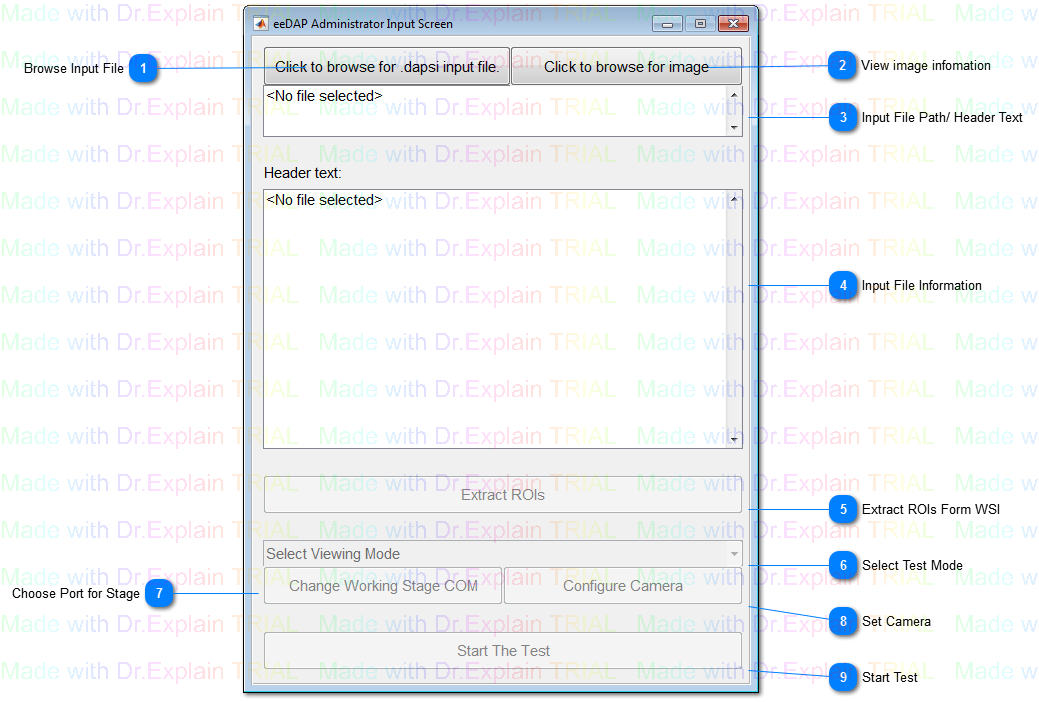 eeDAP Administrator Input Screen
Browse Input File 1
Click to browse for .dapsi input file.
Click to browse for image
2 View image infomation
<No file selected>
3 Input File Path/ Header Text
Header text:
<No file selected>
4 Input File Information
Extract ROIs
5 Extract ROIs Form WSI
Select Viewing Mode
6 Select Test Mode
Choose Port for Stage 7
Change Working Stage COM
Configure Camera
8 Set Camera
Start The Test
9 Start Test
Made with Dr.Explain TRIAL